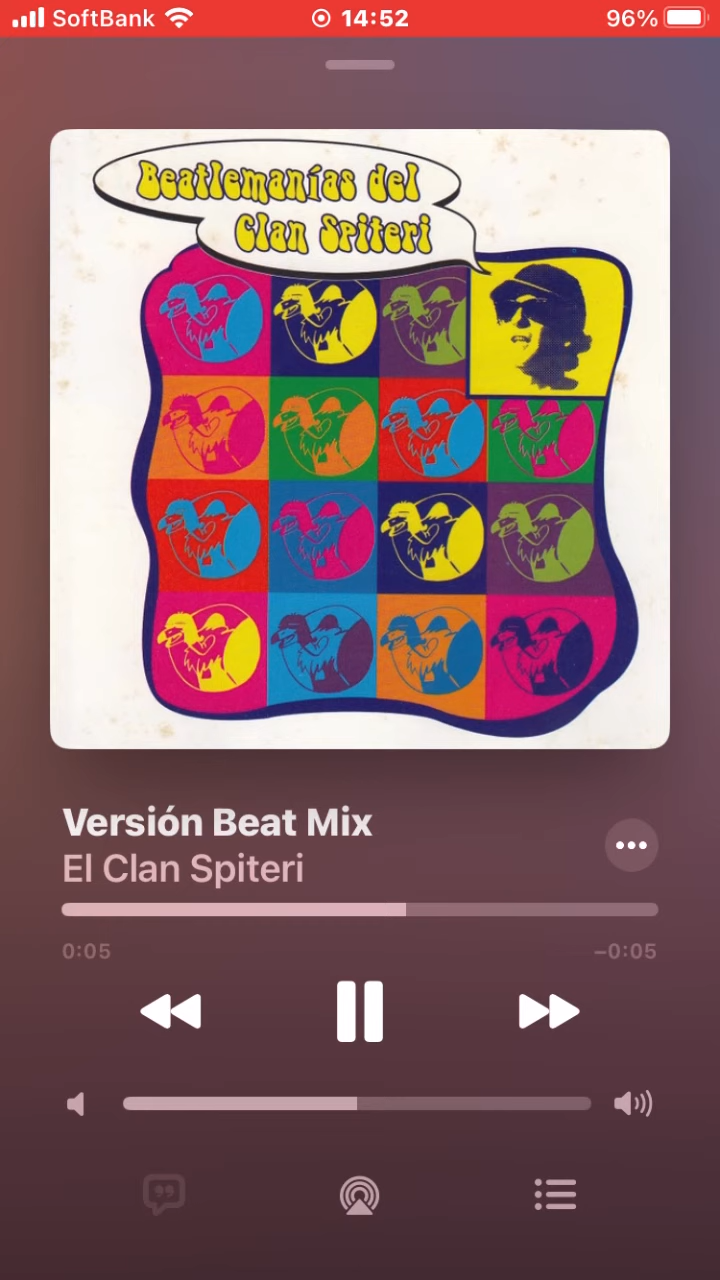 SoftBank 14:52 96%
Beatlemanías del
Clan Spiteri
Versión Beat Mix
El Clan Spiteri
0:05 −0:05